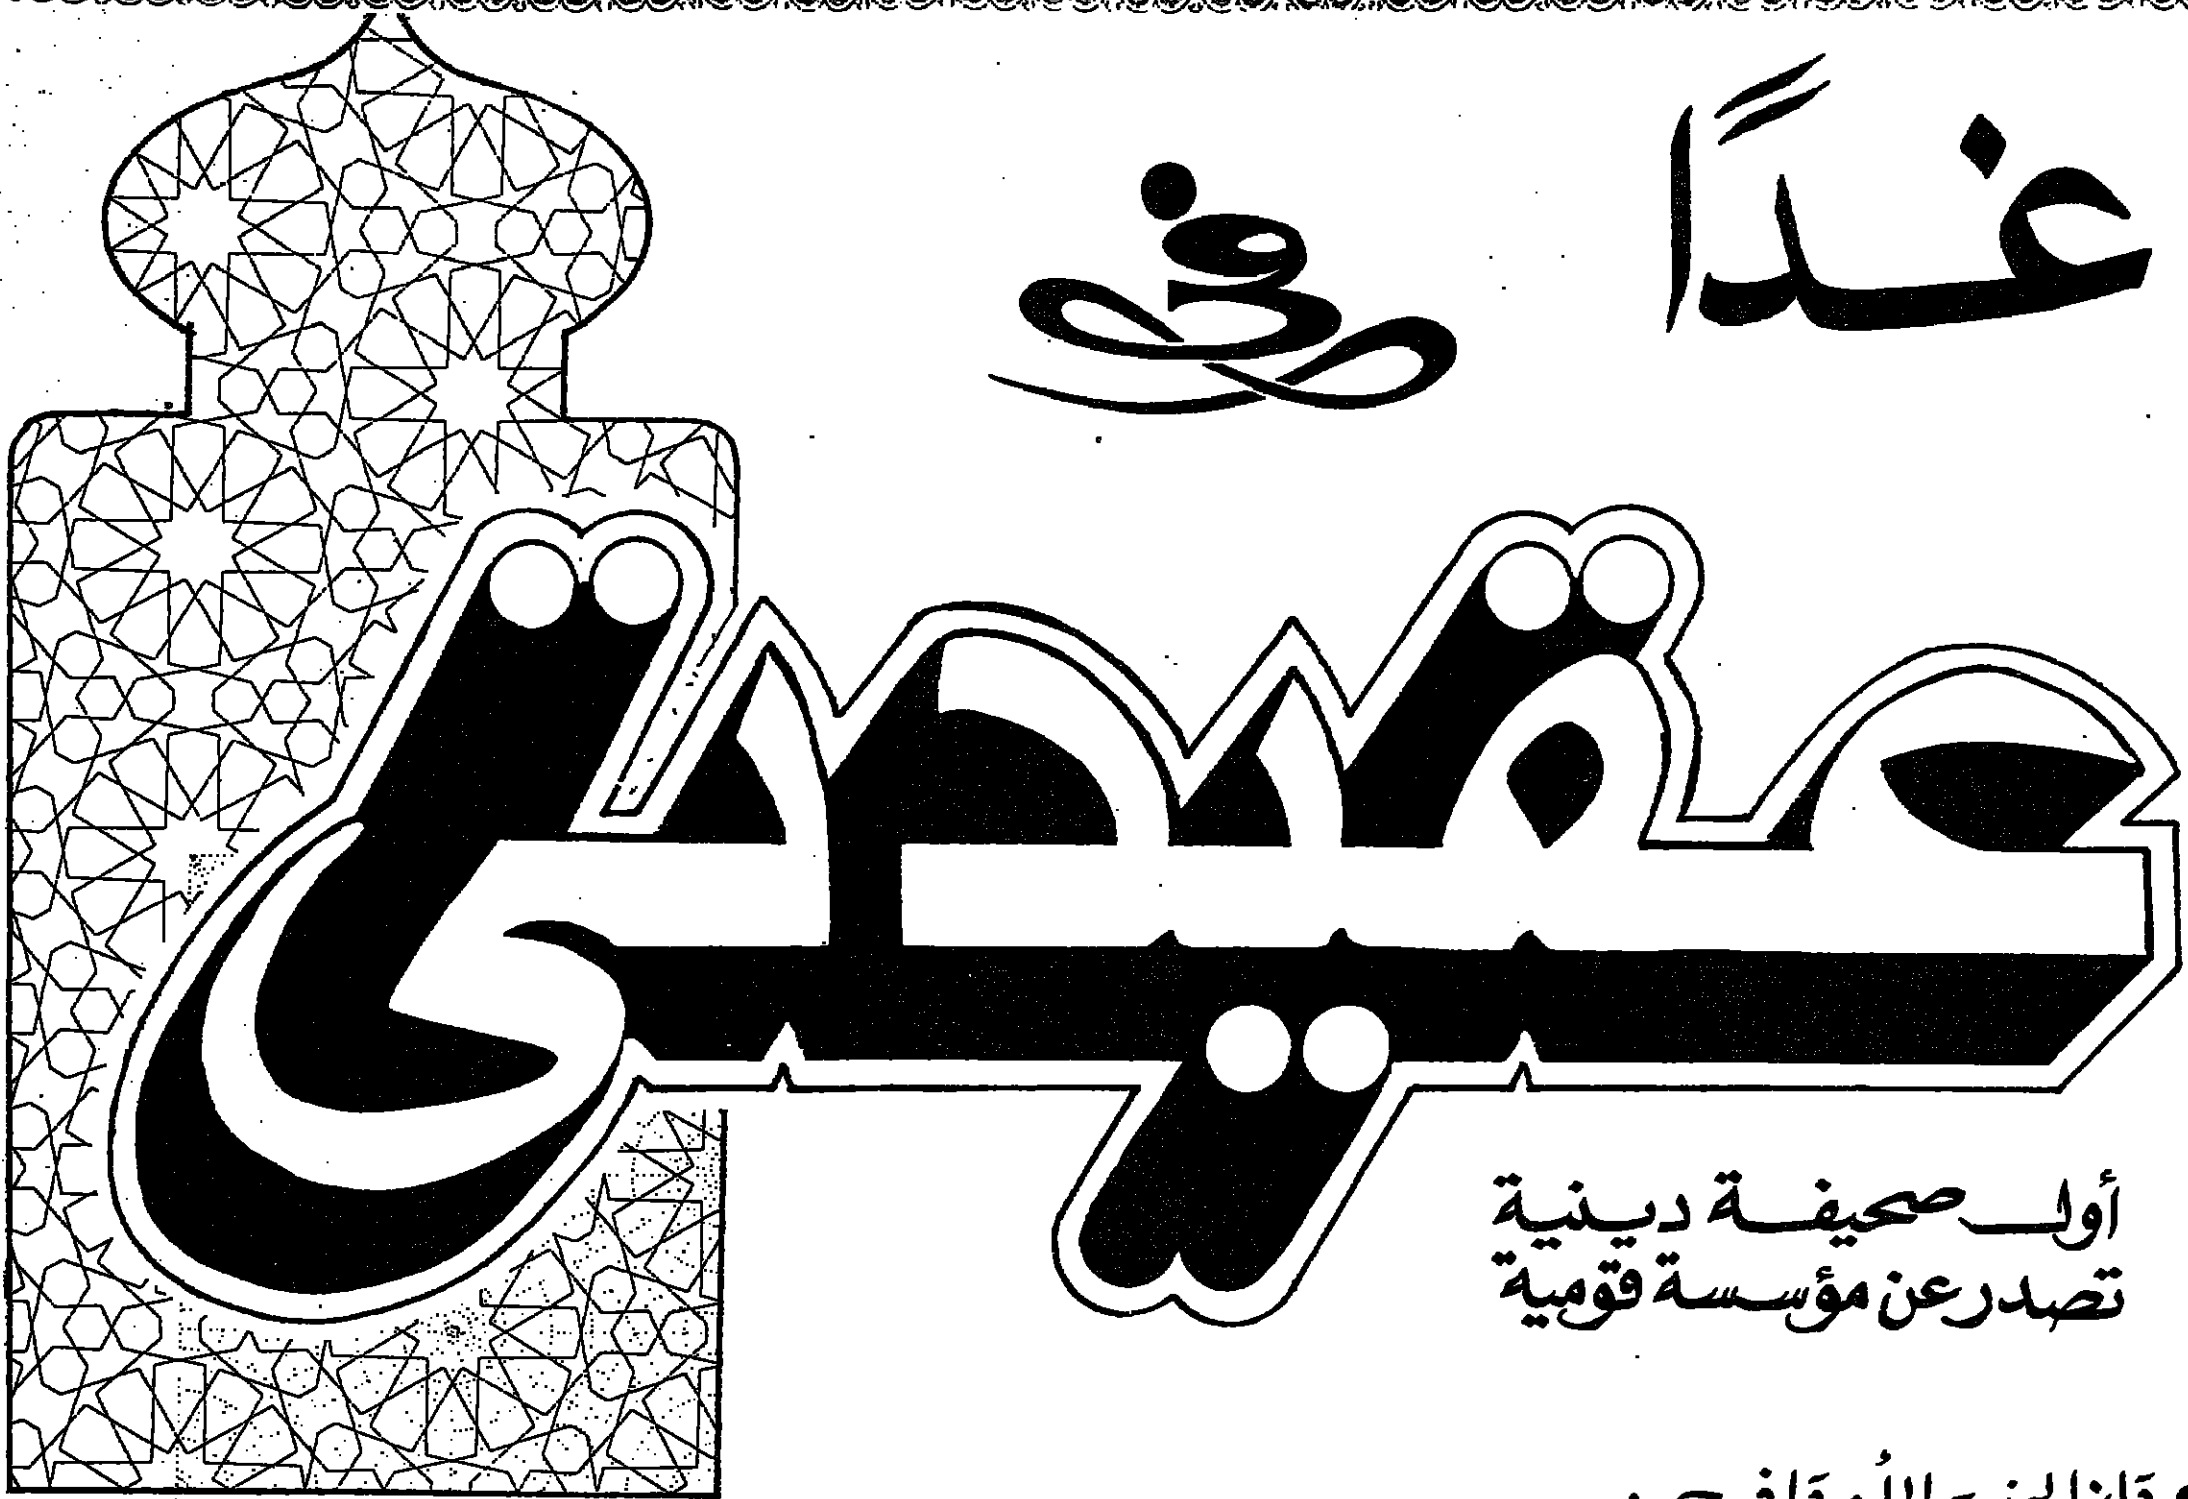 غدًا
في
عقيدتي
أول صحيفة دينية
تصدر عن مؤسسة قومية